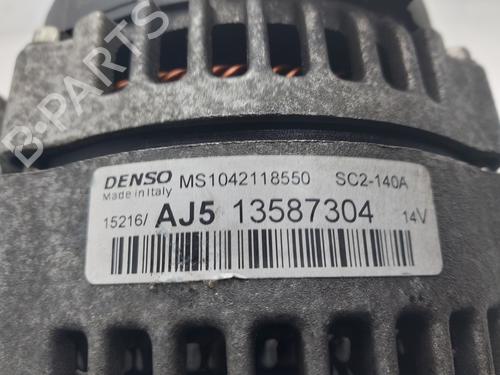 B-PARTS
DENSO MS1042118550 SC2-140A
Made in Italy
15216/ AJ5 13587304 14V